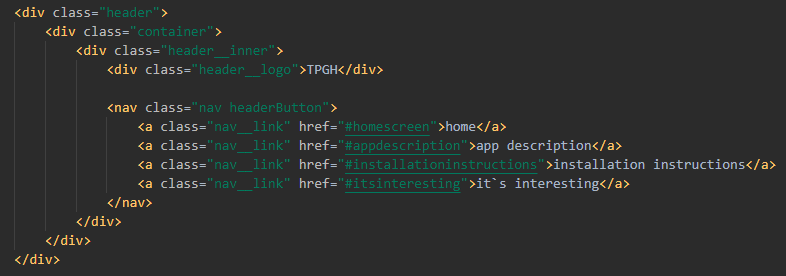 <div class="header">
    <div class="container">
        <div class="header__inner">
            <div class="header__logo">TPGH</div>

            <nav class="nav headerButton">
                <a class="nav__link" href="#homescreen">home</a>
                <a class="nav__link" href="#appdescription">app description</a>
                <a class="nav__link" href="#installationinstructions">installation instructions</a>
                <a class="nav__link" href="#itsinteresting">it`s interesting</a>
            </nav>
        </div>
    </div>
</div>